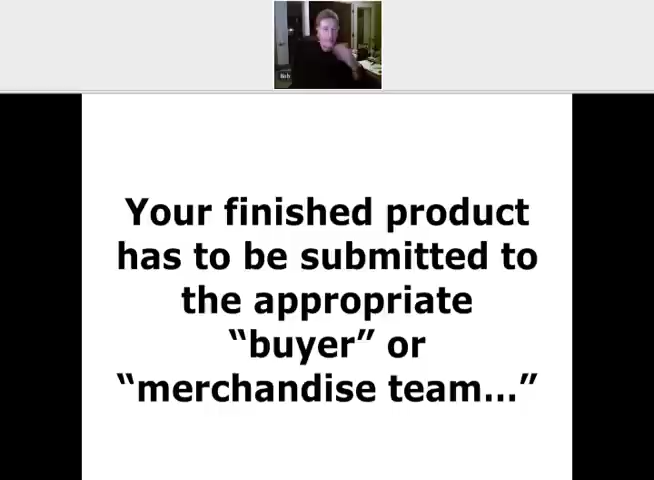 Your finished product
has to be submitted to
the appropriate
“buyer” or
“merchandise team...”